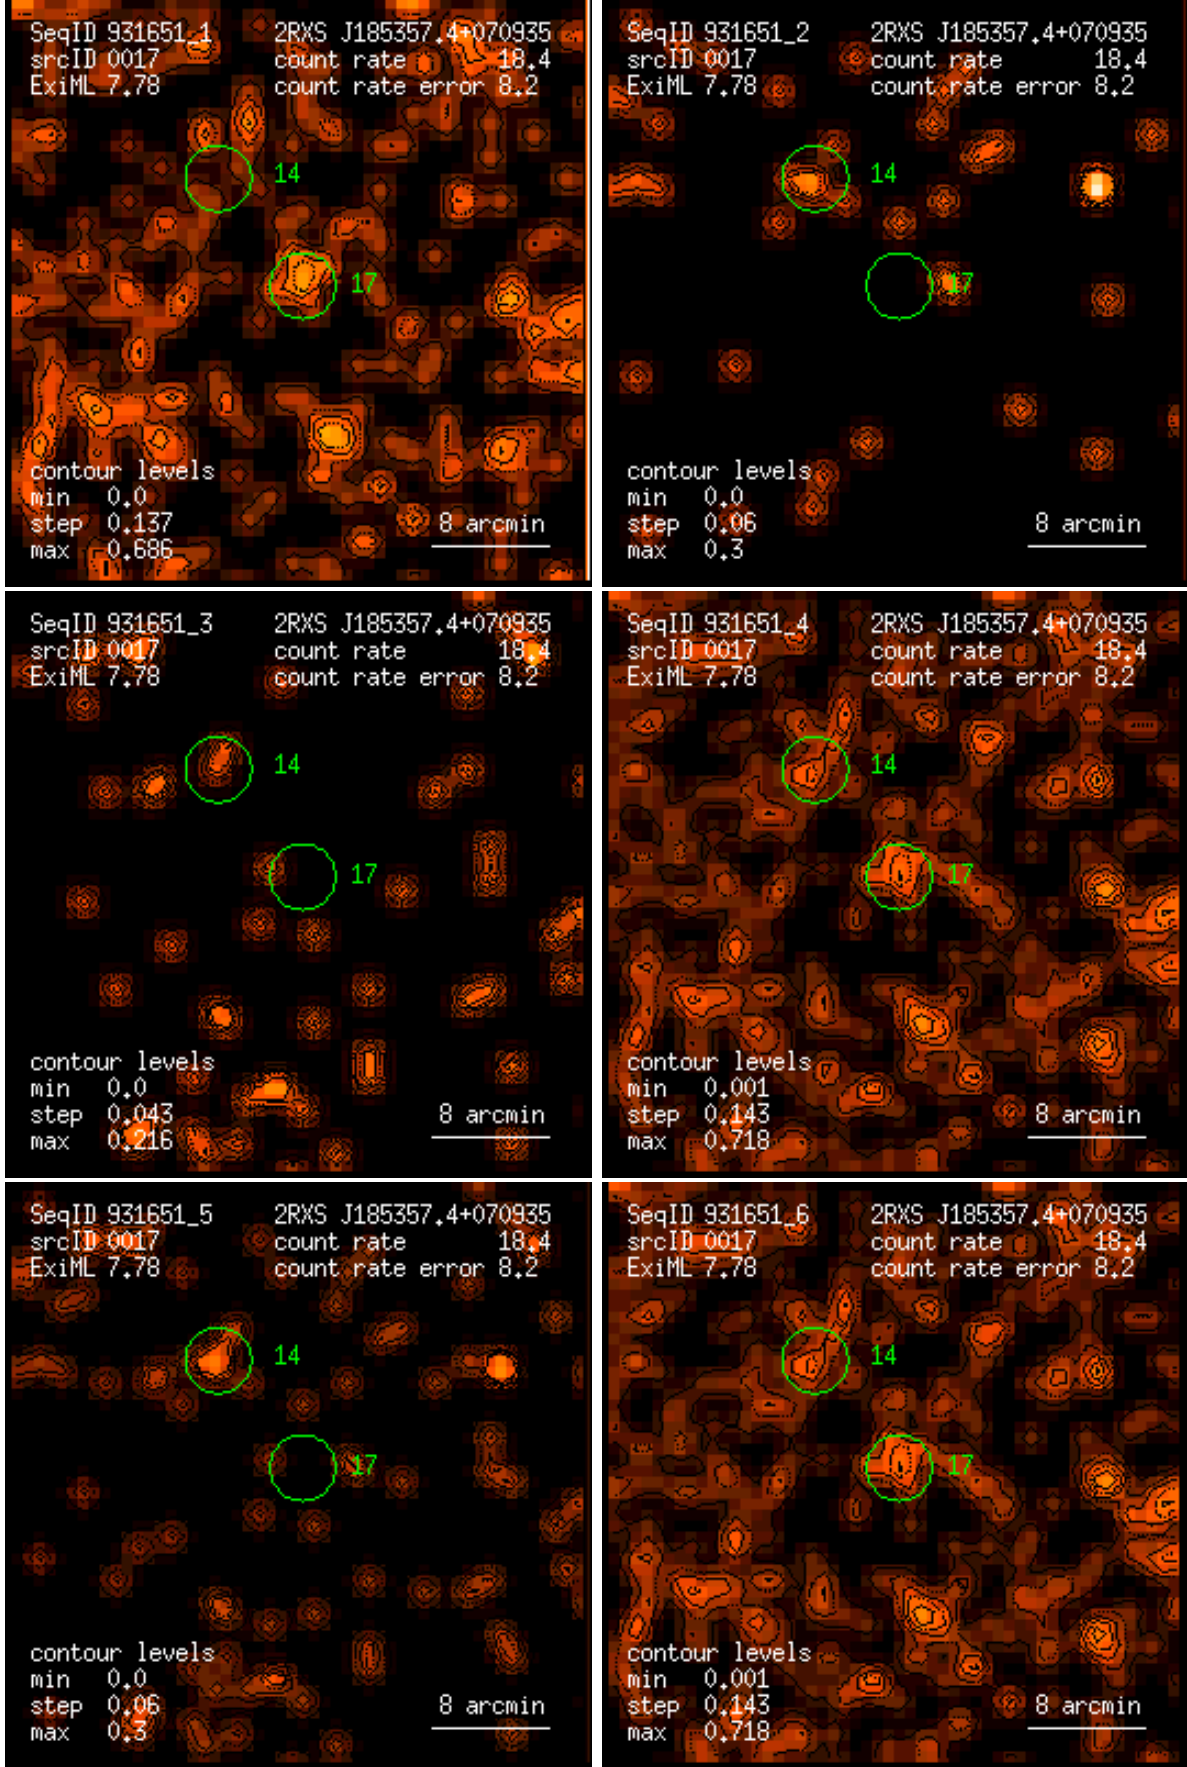 SeqID 931651_1 2RXS J185357.4+070935
srcID 0017 count rate 18.4
ExiML 7.78 count rate error 8.2
14
17
contour levels
min 0.0
step 0.137
max 0.686
8 arcmin
SeqID 931651_2 2RXS J185357.4+070935
srcID 0017 count rate 18.4
ExiML 7.78 count rate error 8.2
14
17
contour levels
min 0.0
step 0.06
max 0.3
8 arcmin
SeqID 931651_3 2RXS J185357.4+070935
srcID 0017 count rate 18.4
ExiML 7.78 count rate error 8.2
14
17
contour levels
min 0.0
step 0.043
max 0.216
8 arcmin
SeqID 931651_4 2RXS J185357.4+070935
srcID 0017 count rate 18.4
ExiML 7.78 count rate error 8.2
14
17
contour levels
min 0.001
step 0.143
max 0.718
8 arcmin
SeqID 931651_5 2RXS J185357.4+070935
srcID 0017 count rate 18.4
ExiML 7.78 count rate error 8.2
14
17
contour levels
min 0.0
step 0.06
max 0.3
8 arcmin
SeqID 931651_6 2RXS J185357.4+070935
srcID 0017 count rate 18.4
ExiML 7.78 count rate error 8.2
14
17
contour levels
min 0.001
step 0.143
max 0.718
8 arcmin